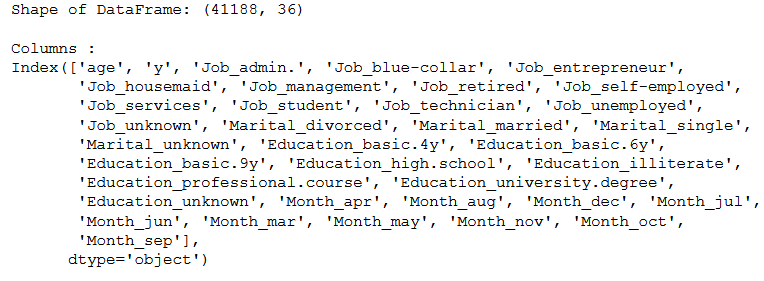 Shape of DataFrame: (41188, 36)
Columns :
Index(['age', 'y', 'Job_admin.', 'Job_blue-collar', 'Job_entrepreneur',
'Job_housemaid', 'Job_management', 'Job_retired', 'Job_self-employed',
'Job_services', 'Job_student', 'Job_technician', 'Job_unemployed',
'Job_unknown', 'Marital_divorced', 'Marital_married', 'Marital_single',
'Marital_unknown', 'Education_basic.4y', 'Education_basic.6y',
'Education_basic.9y', 'Education_high.school', 'Education_illiterate',
'Education_professional.course', 'Education_university.degree',
'Education_unknown', 'Month_apr', 'Month_aug', 'Month_dec', 'Month_jul',
'Month_jun', 'Month_mar', 'Month_may', 'Month_nov', 'Month_oct',
'Month_sep'],
dtype='object')